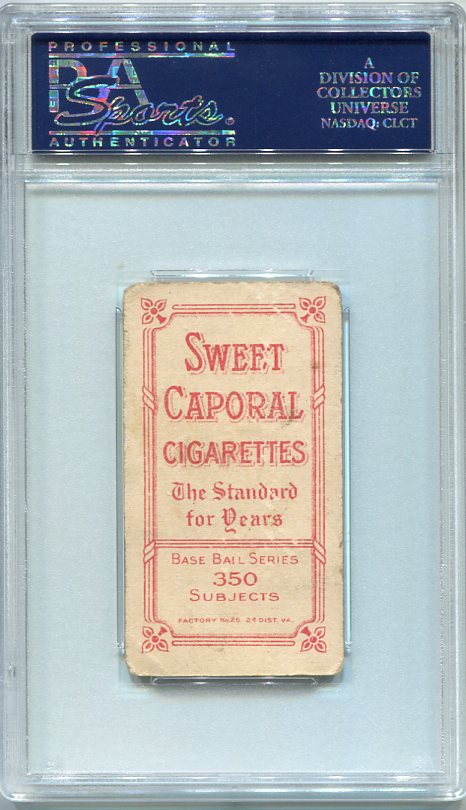 PROFESSIONAL
PSA
Sports.
AUTHENTICATOR
A
DIVISION OF
COLLECTORS
UNIVERSE
NASDAQ: CLCT
SWEET
CAPORAL
CIGARETTES
The Standard
for Years
BASE BALL SERIES
350
SUBJECTS
FACTORY No. 25 2d DIST. VA.